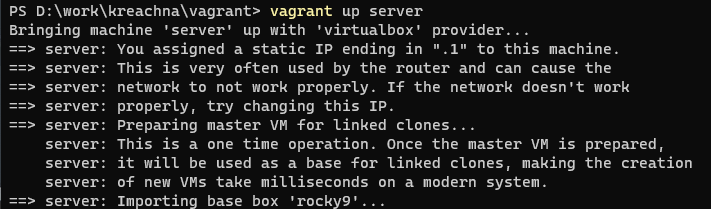 PS D:\work\kreachna\vagrant> vagrant up server
Bringing machine 'server' up with 'virtualbox' provider...
==> server: You assigned a static IP ending in ".1" to this machine.
==> server: This is very often used by the router and can cause the
==> server: network to not work properly. If the network doesn't work
==> server: properly, try changing this IP.
==> server: Preparing master VM for linked clones...
    server: This is a one time operation. Once the master VM is prepared,
    server: it will be used as a base for linked clones, making the creation
    server: of new VMs take milliseconds on a modern system.
==> server: Importing base box 'rocky9'...